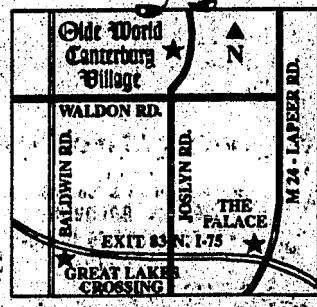 Olde World
Canterbury
Village
N
WALDON RD.
BALDWIN RD.
JOSLYN RD.
M 24 - LAPEER RD.
THE
PALACE
EXIT 83 N. I-75
GREAT LAKES
CROSSING